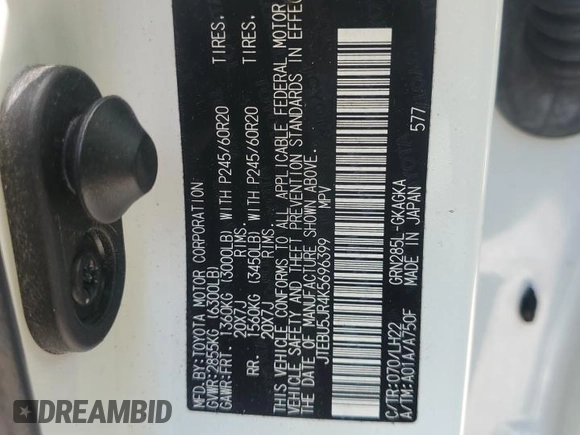 MFD.BY:TOYOTA MOTOR CORPORATION
GVWR:2855KG (6300LB)
GAWR:FRT. 1360KG (3000LB) WITH P245/60R20 TIRES.
20X7J RIMS.
RR. 1560KG (3450LB) WITH P245/60R20 TIRES.
20X7J RIMS.
THIS VEHICLE CONFORMS TO ALL APPLICABLE FEDERAL MOTOR
VEHICLE SAFETY AND THEFT PREVENTION STANDARDS IN EFFECT ON
THE DATE OF MANUFACTURE SHOWN ABOVE.
JTEBU5JR4K5696399 MPV
C/TR:070/LH22 GRN285L-GKAGKA 577
A/TM:A01A/A750F MADE IN JAPAN
DREAMBID